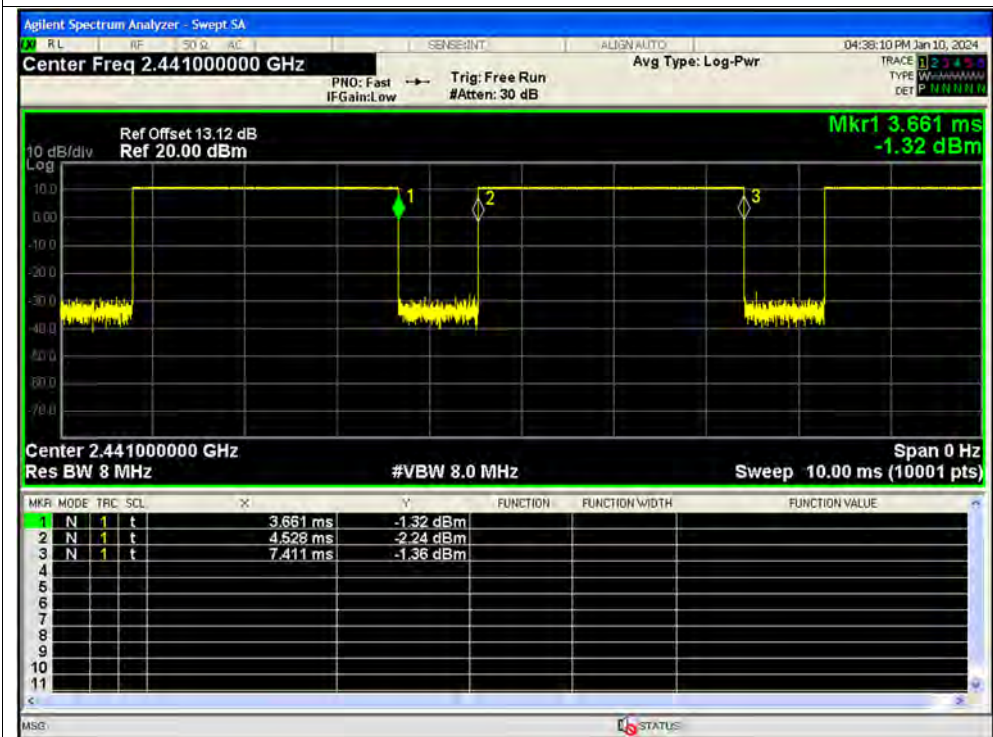 Agilent Spectrum Analyzer - Swept SA
RL RF 50 Ω AC SENSE:INT ALIGN AUTO 04:38:10 PM Jan 10, 2024
Center Freq 2.441000000 GHz Avg Type: Log-Pwr TRACE 1 2 3 4 5 6
PNO: Fast Trig: Free Run TYPE W
IFGain:Low #Atten: 30 dB DET P N N N N N
Mkr1 3.661 ms
-1.32 dBm
Ref Offset 13.12 dB
10 dB/div Ref 20.00 dBm
Log
10.0
1 2 3
0.00
-10.0
-20.0
-30.0
-40.0
-50.0
-60.0
-70.0
Center 2.441000000 GHz Span 0 Hz
Res BW 8 MHz #VBW 8.0 MHz Sweep 10.00 ms (10001 pts)
MKR MODE TRC SCL X Y FUNCTION FUNCTION WIDTH FUNCTION VALUE
1 N 1 t 3.661 ms -1.32 dBm
2 N 1 t 4.528 ms -2.24 dBm
3 N 1 t 7.411 ms -1.36 dBm
4
5
6
7
8
9
10
11
MSG STATUS